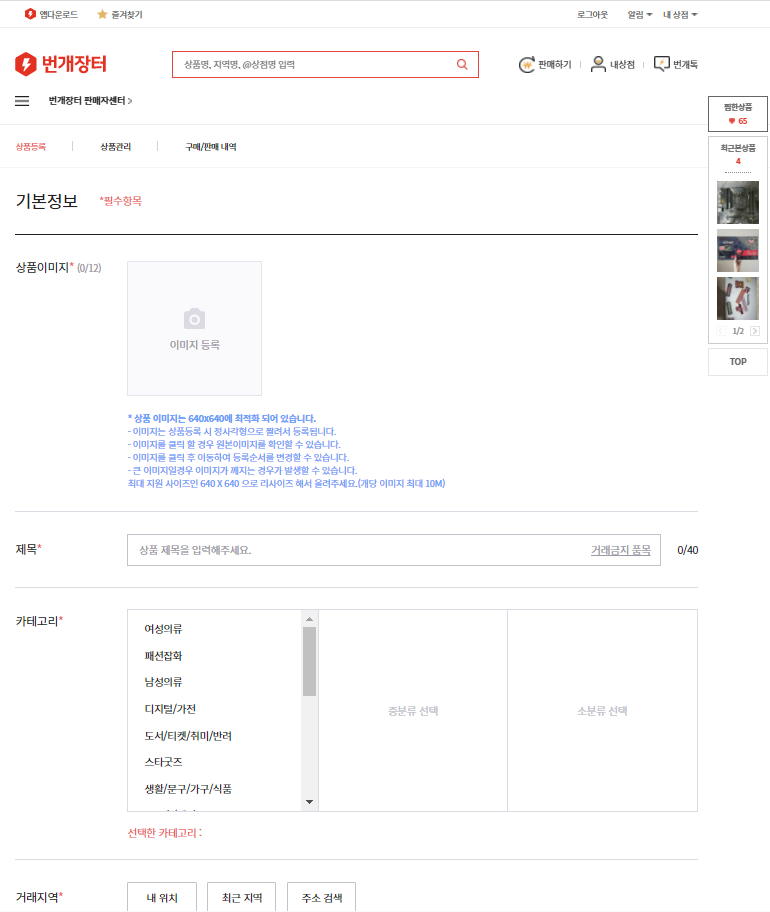 앱다운로드 즐겨찾기 로그아웃 알림 내 상점
번개장터 상품명, 지역명, @상점명 입력 판매하기 내상점 번개톡
번개장터 판매자센터 >
찜한상품
65
상품등록 상품관리 구매/판매 내역
최근본상품
4
기본정보 *필수항목
상품이미지* (0/12)
이미지 등록
1/2
TOP
* 상품 이미지는 640x640에 최적화 되어 있습니다.
- 이미지는 상품등록 시 정사각형으로 짤려서 등록됩니다.
- 이미지를 클릭 할 경우 원본이미지를 확인할 수 있습니다.
- 이미지를 클릭 후 이동하여 등록순서를 변경할 수 있습니다.
- 큰 이미지일경우 이미지가 깨지는 경우가 발생할 수 있습니다.
최대 지원 사이즈인 640 X 640 으로 리사이즈 해서 올려주세요.(개당 이미지 최대 10M)
제목* 상품 제목을 입력해주세요. 거래금지 품목 0/40
카테고리*
여성의류
패션잡화
남성의류
디지털/가전
도서/티켓/취미/반려
스타굿즈
생활/문구/가구/식품
중분류 선택
소분류 선택
선택한 카테고리 :
거래지역* 내 위치 최근 지역 주소 검색